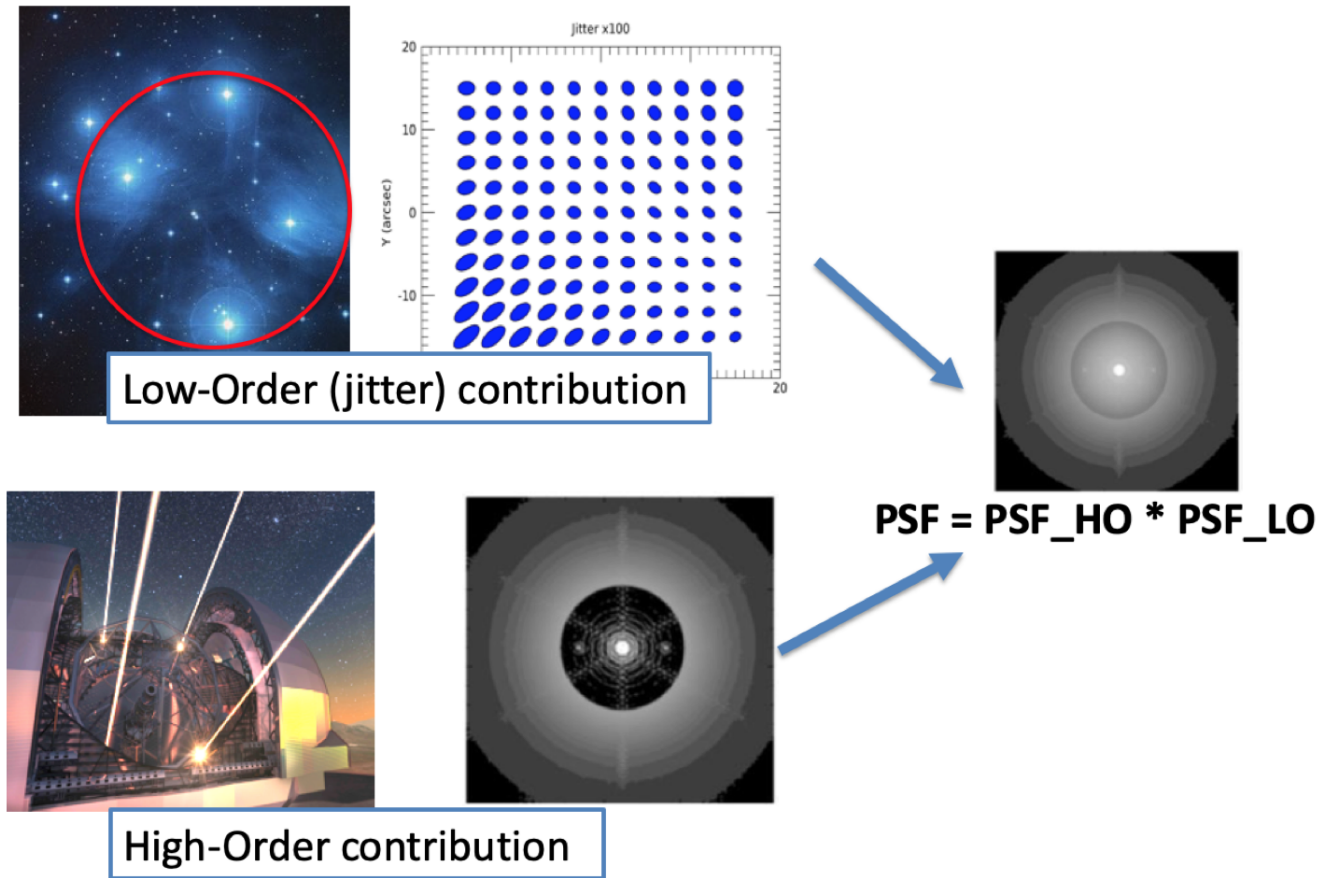 Jitter x100
20
10
0
-10
Y (arcsec)
20
Low-Order (jitter) contribution
PSF = PSF_HO * PSF_LO
High-Order contribution